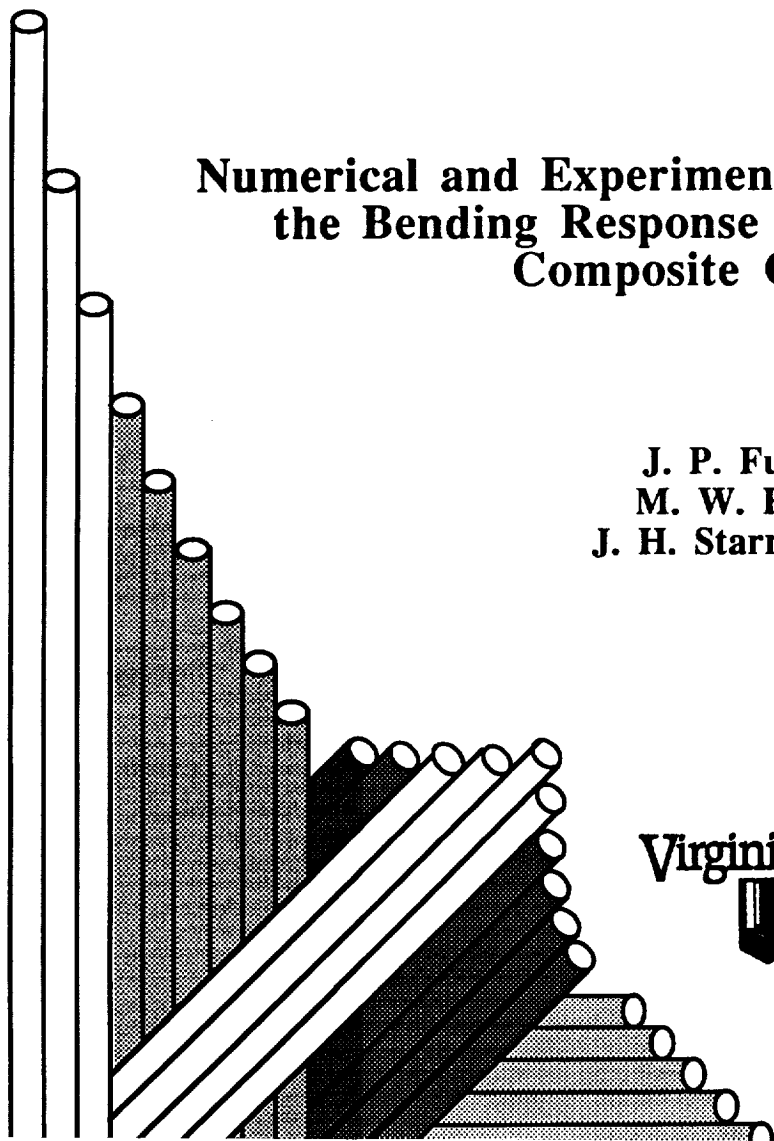 Numerical and Experimen
the Bending Response
Composite
J. P. Fu
M. W.
J. H. Starn
Virgini